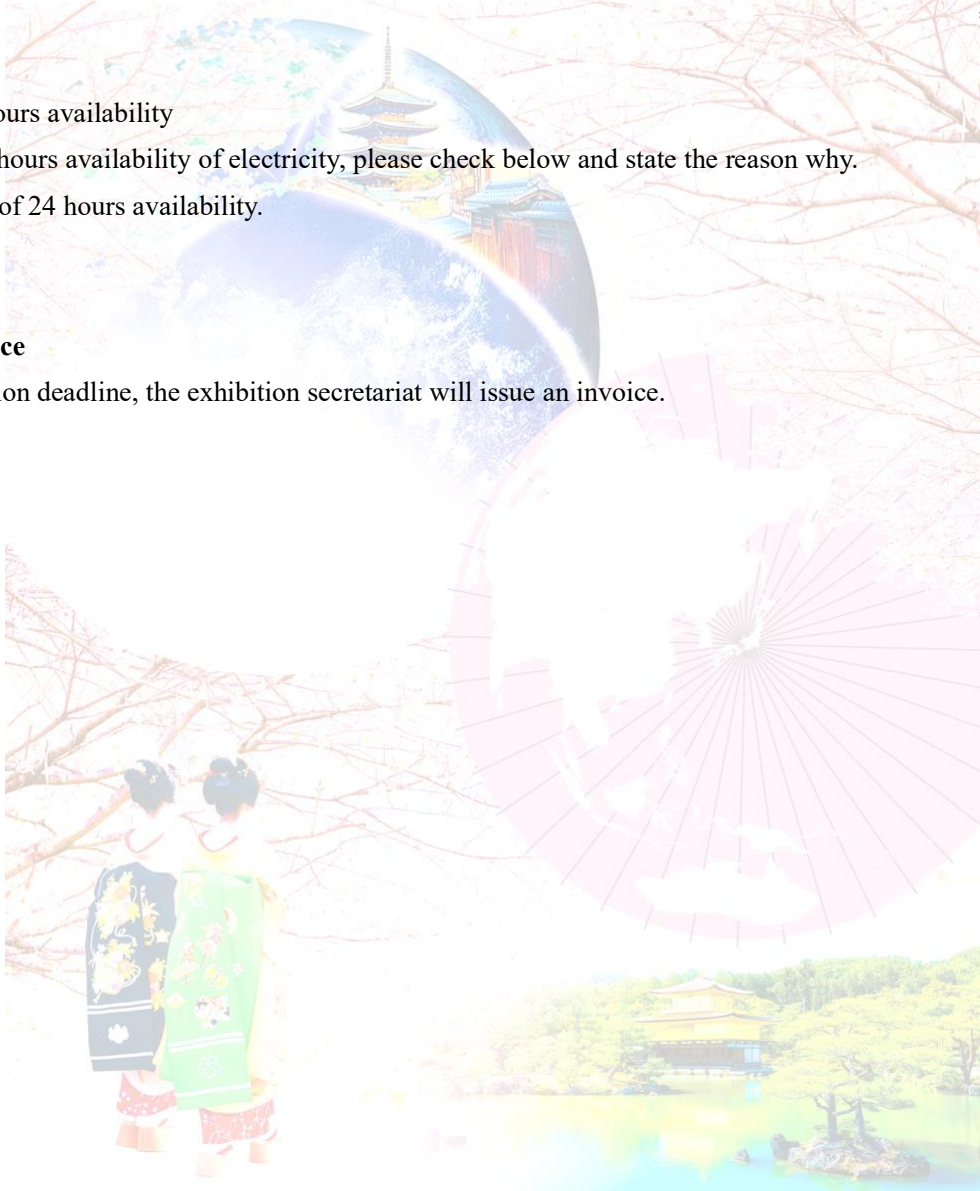 ours availability
hours availability of electricity, please check below and state the reason why.
of 24 hours availability.
ce
on deadline, the exhibition secretariat will issue an invoice.